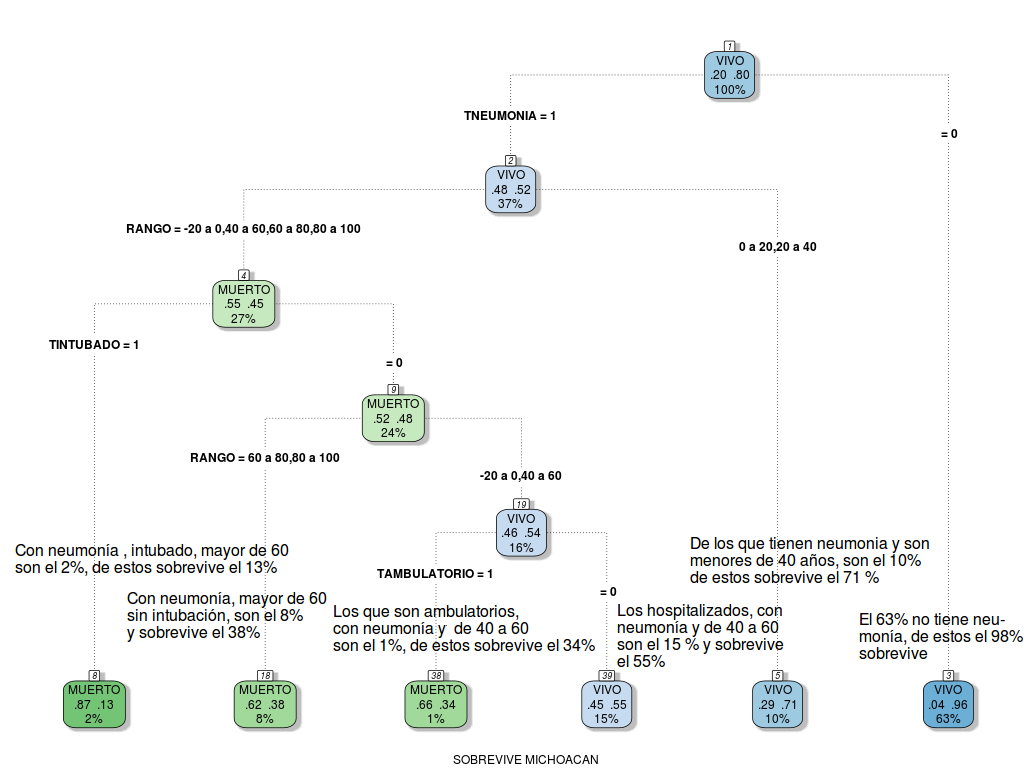 1
VIVO
.20 .80
100%
TNEUMONIA = 1
= 0
2
VIVO
.48 .52
37%
RANGO = -20 a 0,40 a 60,60 a 80,80 a 100
0 a 20,20 a 40
4
MUERTO
.55 .45
27%
TINTUBADO = 1
= 0
9
MUERTO
.52 .48
24%
RANGO = 60 a 80,80 a 100
-20 a 0,40 a 60
19
VIVO
.46 .54
16%
TAMBULATORIO = 1
= 0
Con neumonía , intubado, mayor de 60
son el 2%, de estos sobrevive el 13%
Con neumonía, mayor de 60
sin intubación, son el 8%
y sobrevive el 38%
Los que son ambulatorios,
con neumonía y de 40 a 60
son el 1%, de estos sobrevive el 34%
Los hospitalizados, con
neumonía y de 40 a 60
son el 15 % y sobrevive
el 55%
De los que tienen neumonia y son
menores de 40 años, son el 10%
de estos sobrevive el 71 %
El 63% no tiene neu-
monía, de estos el 98%
sobrevive
8
MUERTO
.87 .13
2%
18
MUERTO
.62 .38
8%
38
MUERTO
.66 .34
1%
39
VIVO
.45 .55
15%
5
VIVO
.29 .71
10%
3
VIVO
.04 .96
63%
SOBREVIVE MICHOACAN